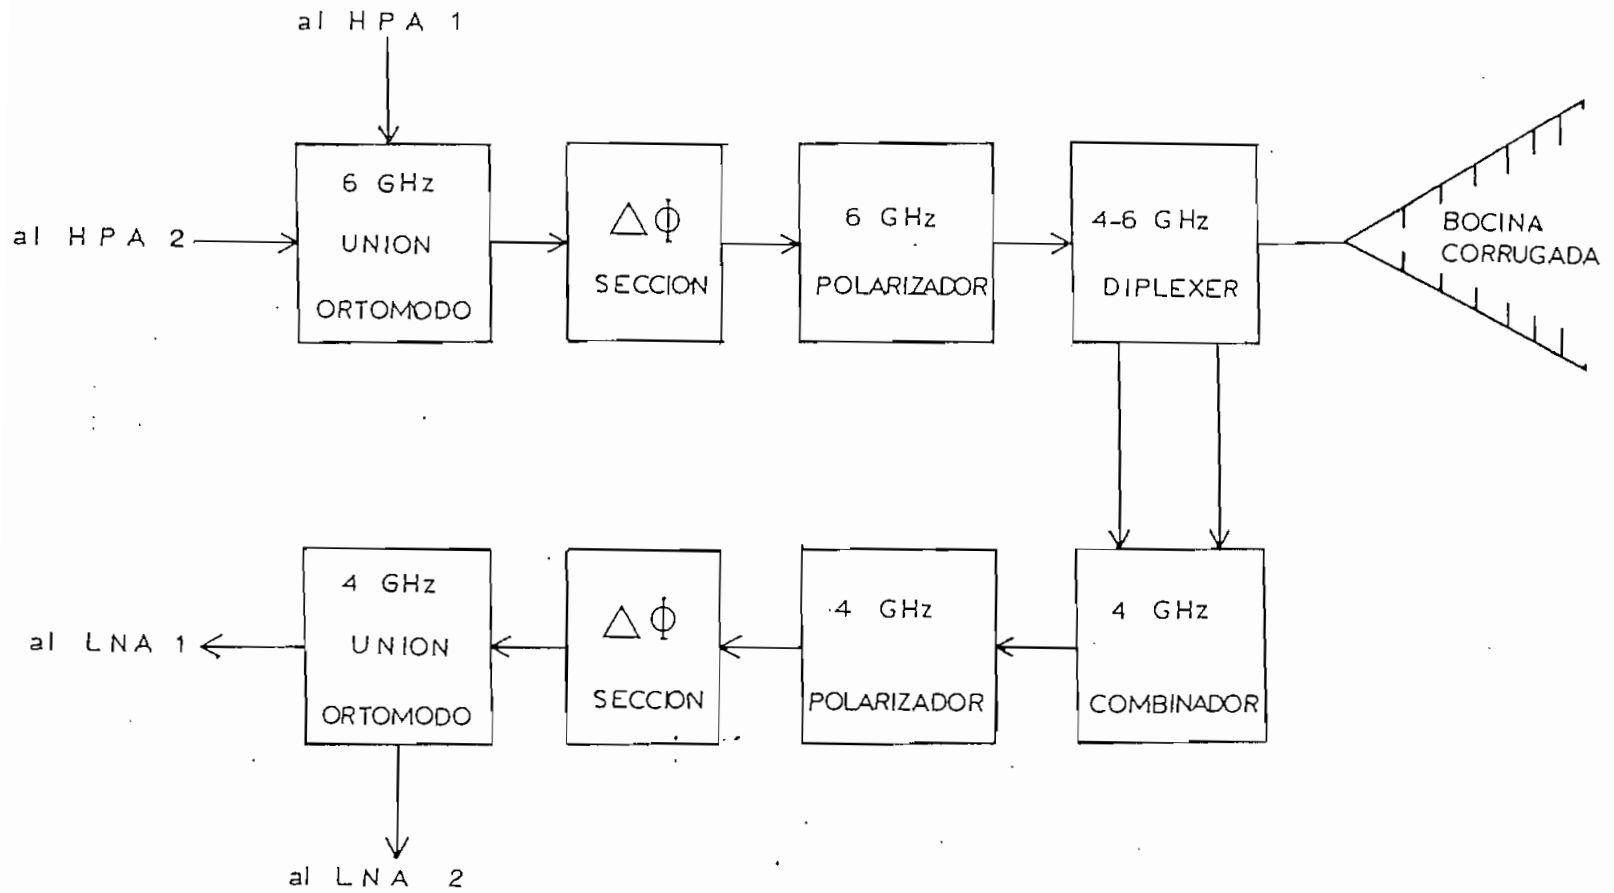 al HPA 1
al HPA 2
6 GHz
UNION
ORTOMODO
ΔΦ
SECCION
6 GHz
POLARIZADOR
4-6 GHz
DIPLEXER
BOCINA
CORRUGADA
al LNA 1
4 GHz
UNION
ORTOMODO
ΔΦ
SECCION
4 GHz
POLARIZADOR
4 GHz
COMBINADOR
al LNA 2